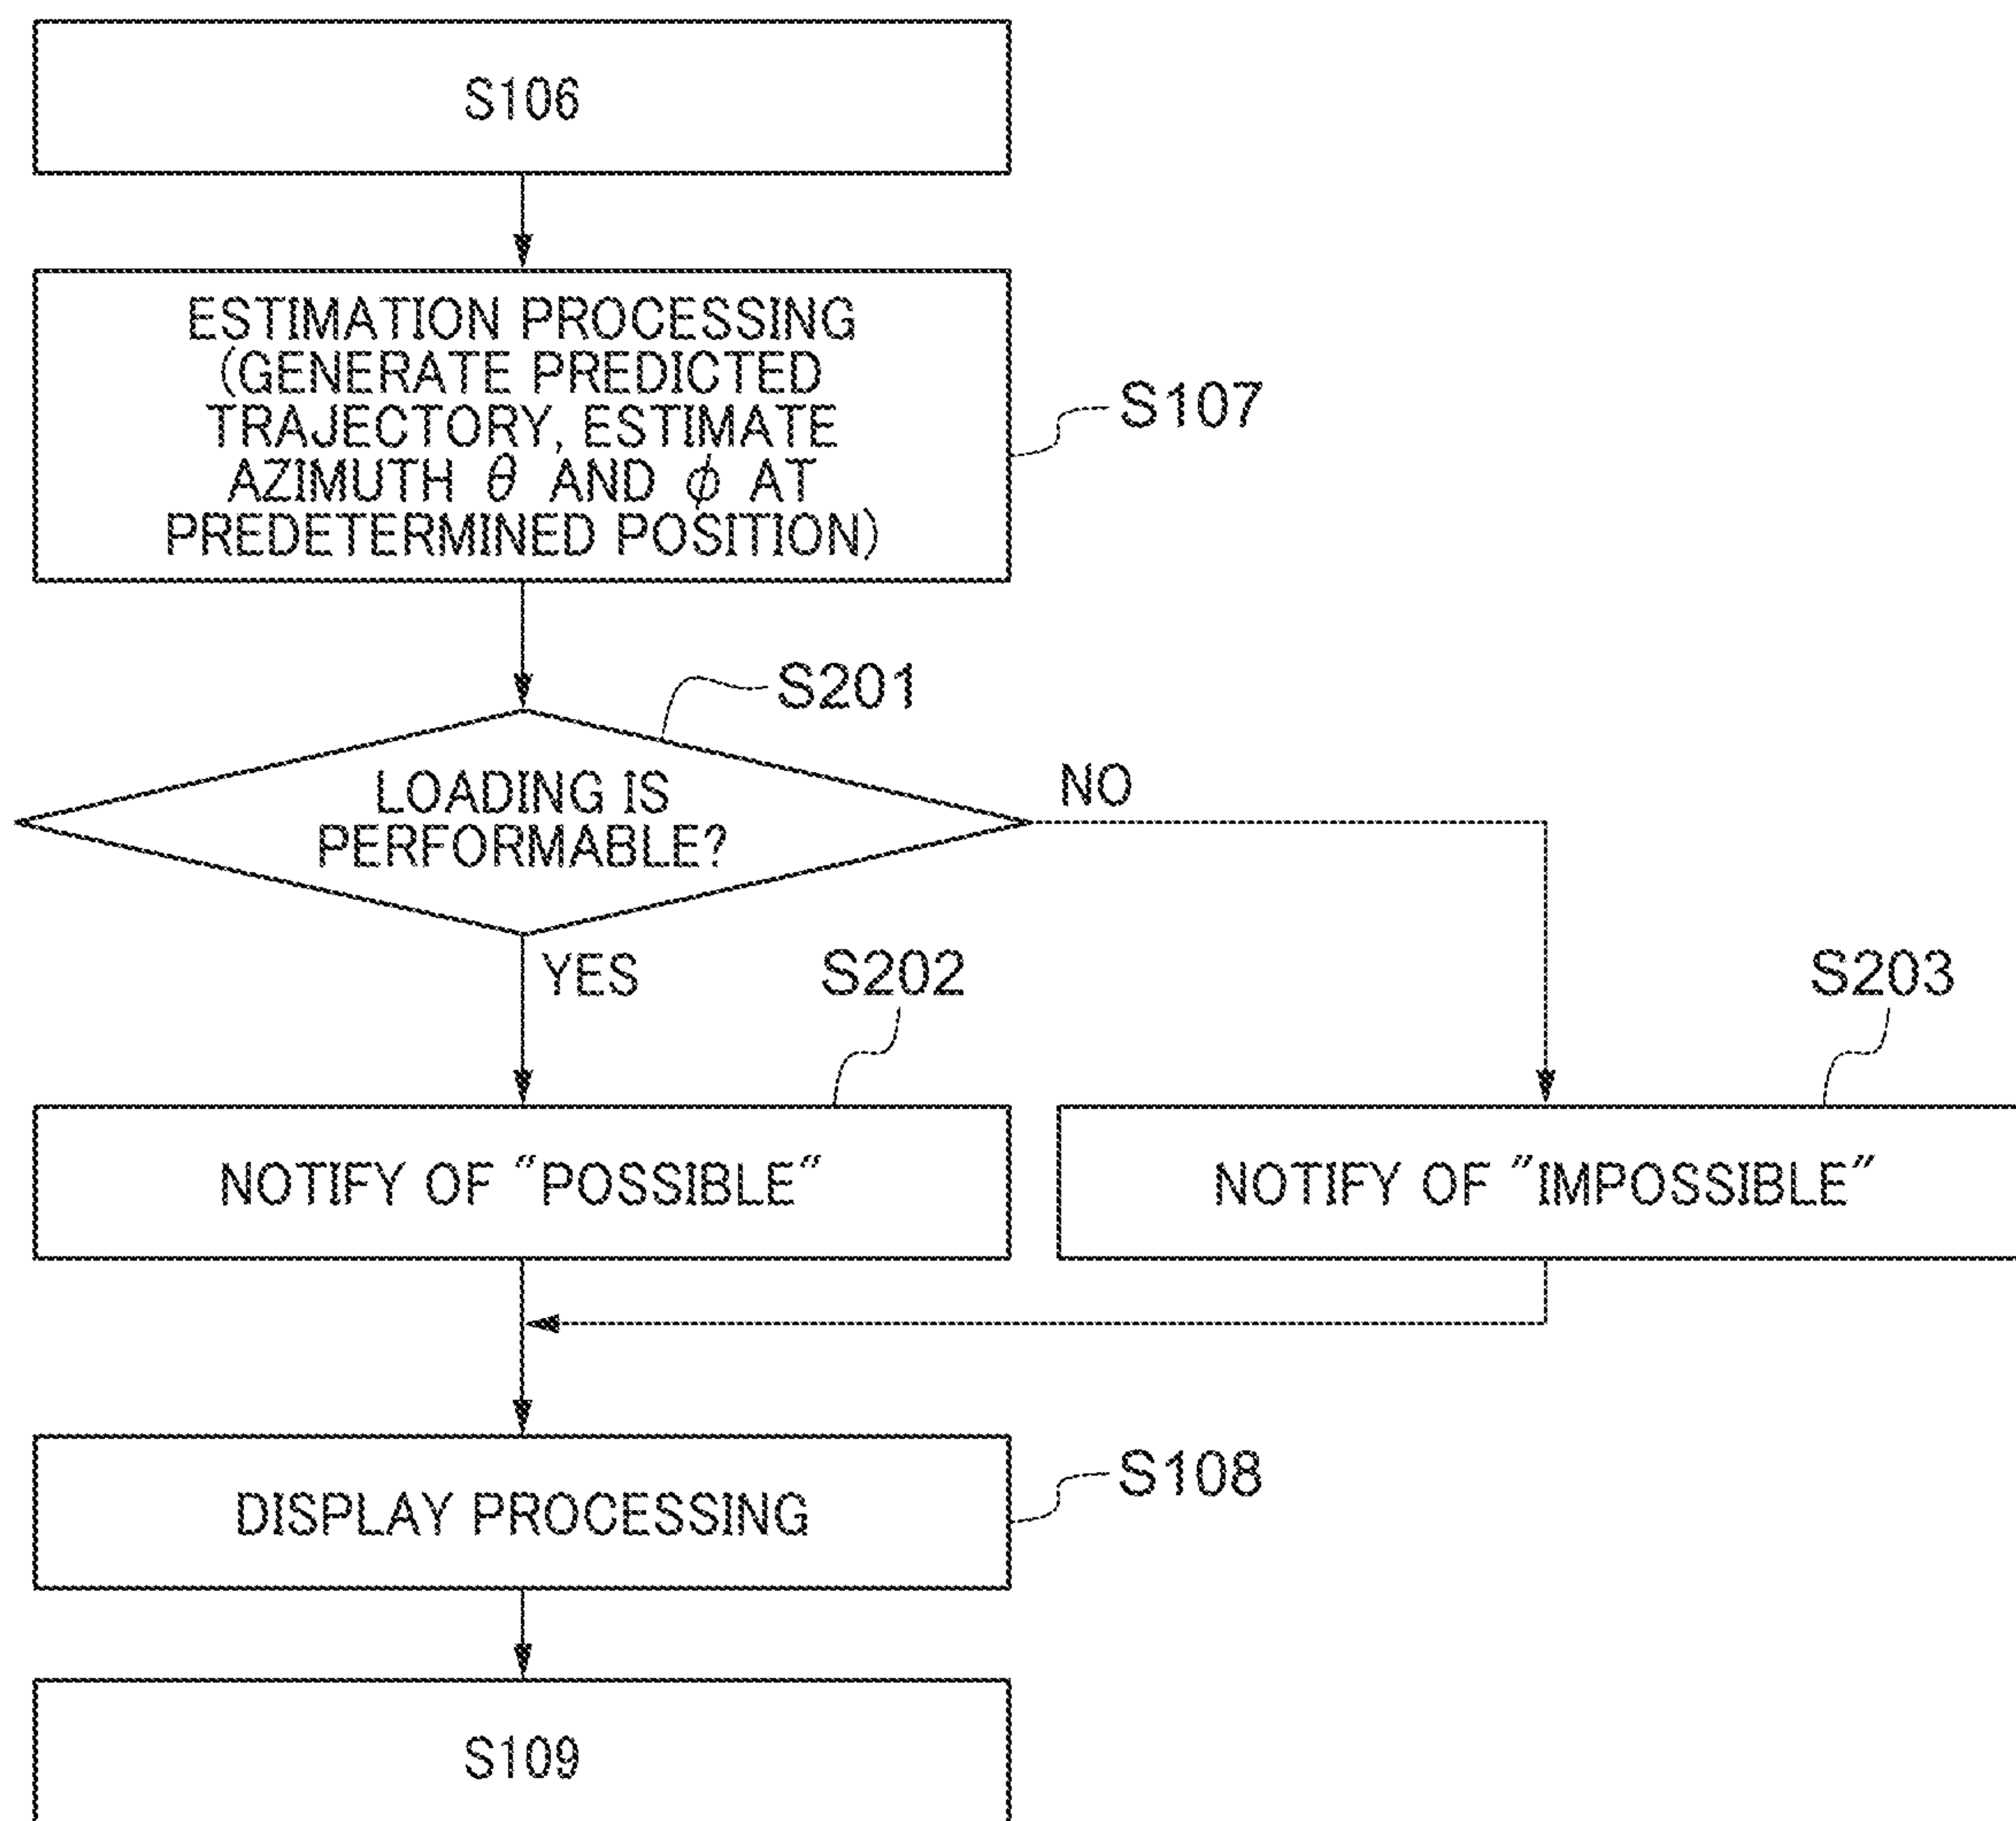 S106
ESTIMATION PROCESSING
(GENERATE PREDICTED
TRAJECTORY, ESTIMATE
AZIMUTH θ AND ϕ AT
PREDETERMINED POSITION)
S107
S201
LOADING IS
PERFORMABLE?
NO
YES
S202
S203
NOTIFY OF “POSSIBLE“
NOTIFY OF ”IMPOSSIBLE”
DISPLAY PROCESSING
S108
S109